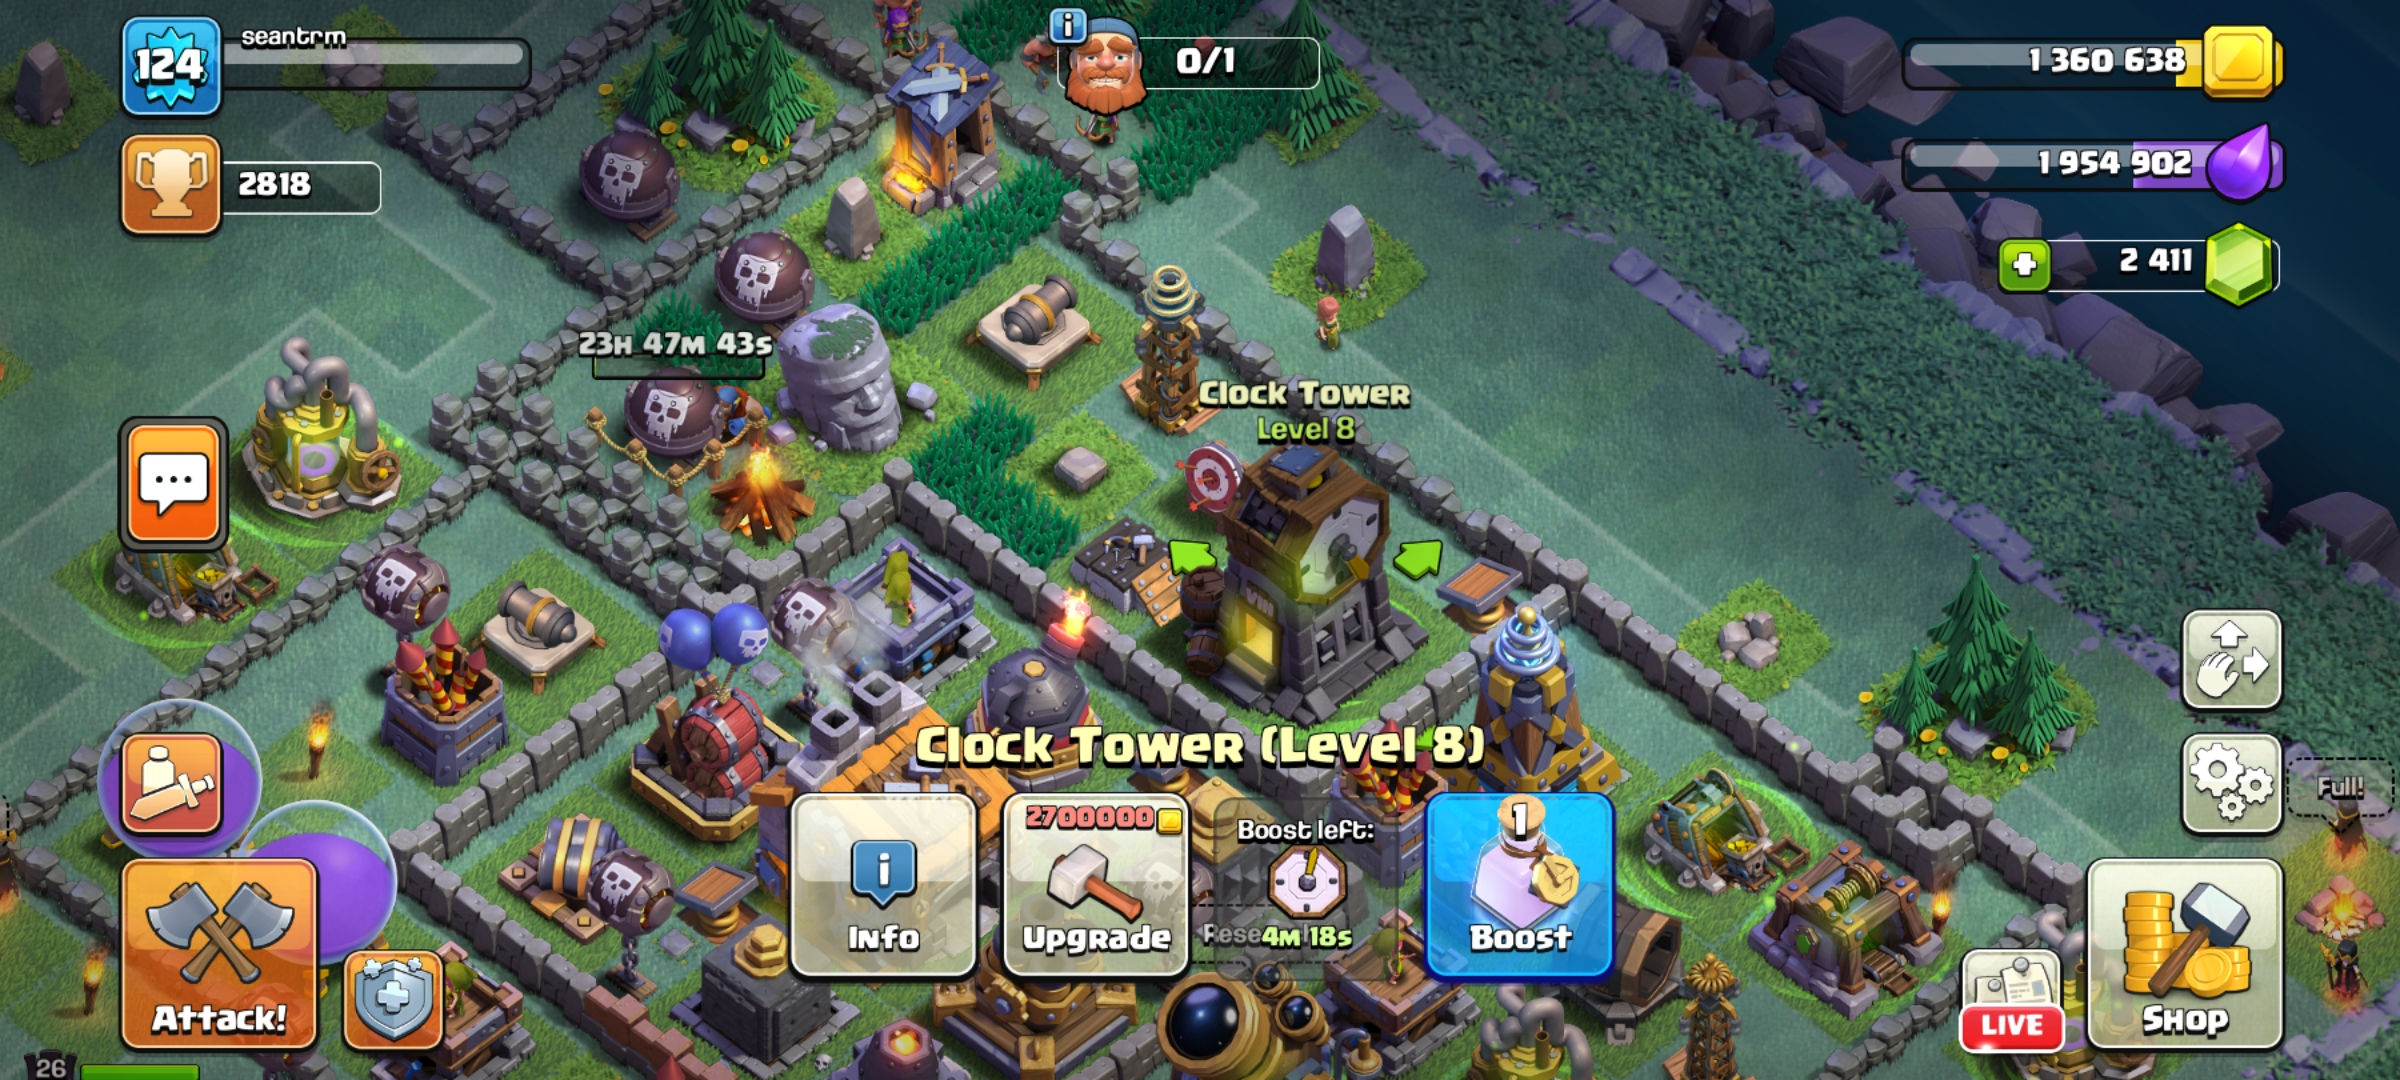 124
seantrm
0/1
1 360 638
2818
1 954 902
2 411
23H 47M 43s
Clock Tower
Level 8
VIII
Clock Tower (Level 8)
Full!
2700000
Boost left:
1
Info
Upgrade
4M 18s
Boost
Attack!
LIVE
Shop
26